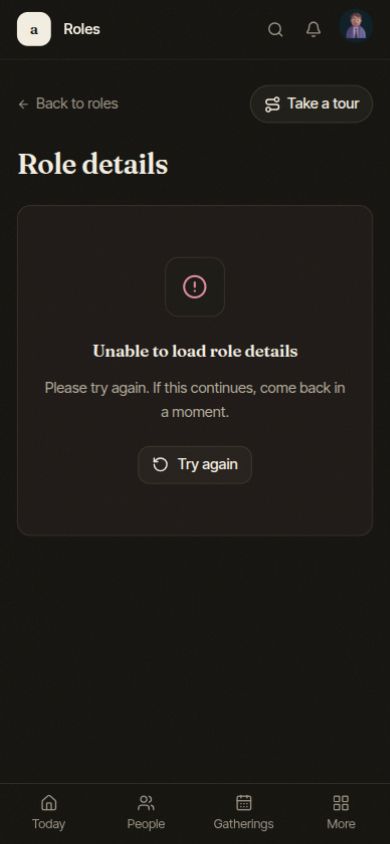 a
Roles
Back to roles
Take a tour
Role details
Unable to load role details
Please try again. If this continues, come back in
a moment.
Try again
Today
People
Gatherings
More